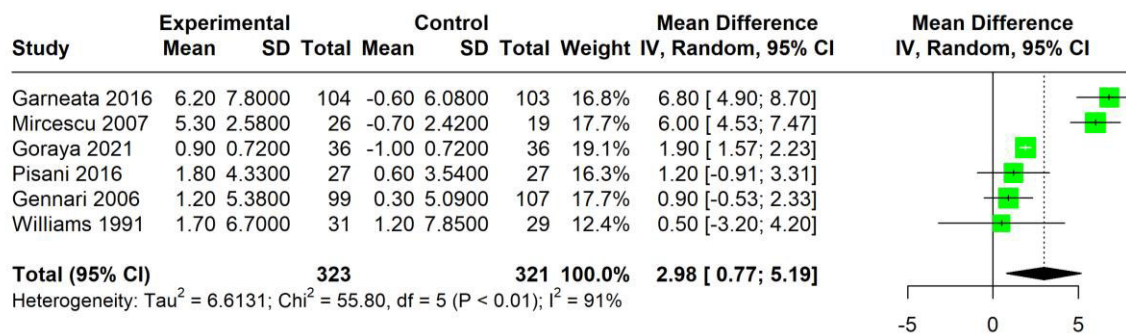 Experimental Control Mean Difference Mean Difference
Study Mean SD Total Mean SD Total Weight IV, Random, 95% CI IV, Random, 95% CI
Garneata 2016 6.20 7.8000 104 -0.60 6.0800 103 16.8% 6.80 [ 4.90; 8.70]
Mircescu 2007 5.30 2.5800 26 -0.70 2.4200 19 17.7% 6.00 [ 4.53; 7.47]
Goraya 2021 0.90 0.7200 36 -1.00 0.7200 36 19.1% 1.90 [ 1.57; 2.23]
Pisani 2016 1.80 4.3300 27 0.60 3.5400 27 16.3% 1.20 [-0.91; 3.31]
Gennari 2006 1.20 5.3800 99 0.30 5.0900 107 17.7% 0.90 [-0.53; 2.33]
Williams 1991 1.70 6.7000 31 1.20 7.8500 29 12.4% 0.50 [-3.20; 4.20]
Total (95% CI) 323 321 100.0% 2.98 [ 0.77; 5.19]
Heterogeneity: Tau² = 6.6131; Chi² = 55.80, df = 5 (P < 0.01); I² = 91%
-5 0 5